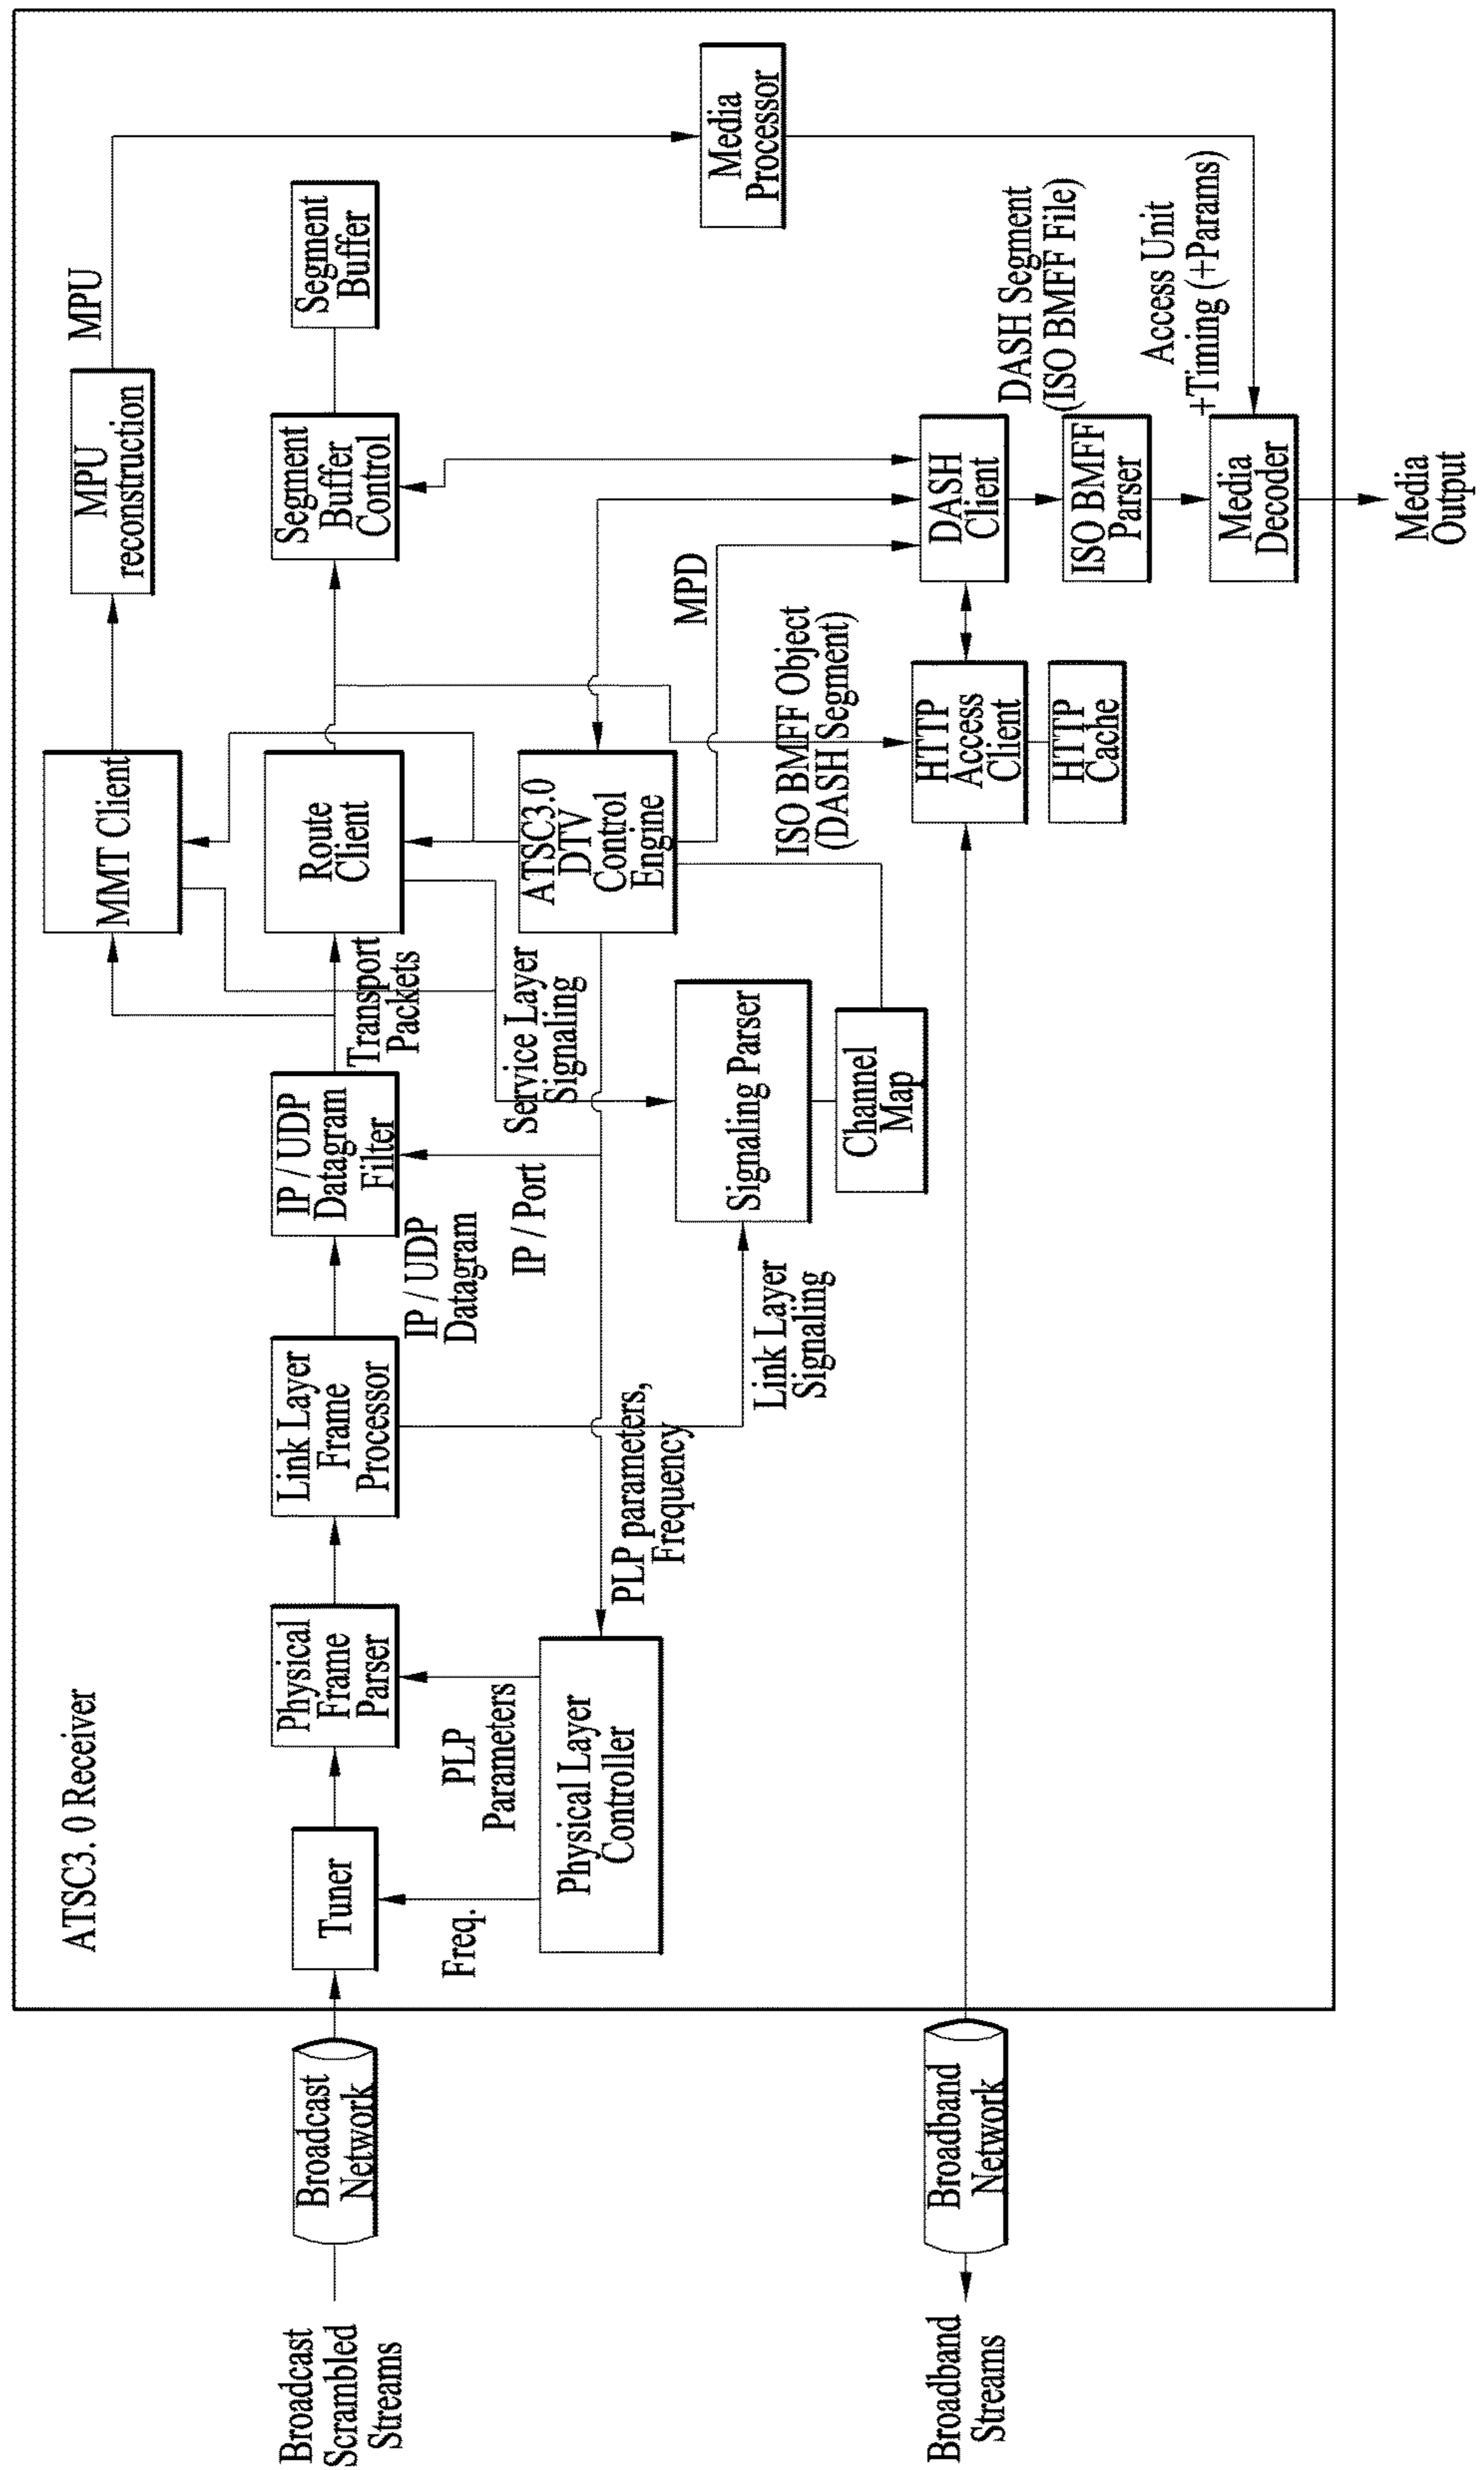 ATSC3. 0 Receiver
Broadcast
Scrambled
Streams
Broadcast
Network
Tuner
Freq.
Physical
Frame
Parser
PLP
Parameters
Physical Layer
Controller
Link Layer
Frame
Processor
PLP parameters,
Frequency
IP / UDP
Datagram
IP / UDP
Datagram
Filter
IP / Port
Link Layer
Signaling
Transport
Packets
Service Layer
Signaling
Signaling Parser
Channel
Map
MMT Client
Route
Client
ATSC3.0
DTV
Control
Engine
MPU
reconstruction
MPU
Segment
Buffer
Control
Segment
Buffer
Media
Processor
MPD
ISO BMFF Object
(DASH Segment)
HTTP
Access
Client
HTTP
Cache
DASH
Client
DASH Segment
(ISO BMFF File)
ISO BMFF
Parser
Access Unit
+Timing (+Params)
Media
Decoder
Media
Output
Broadband
Network
Broadband
Streams